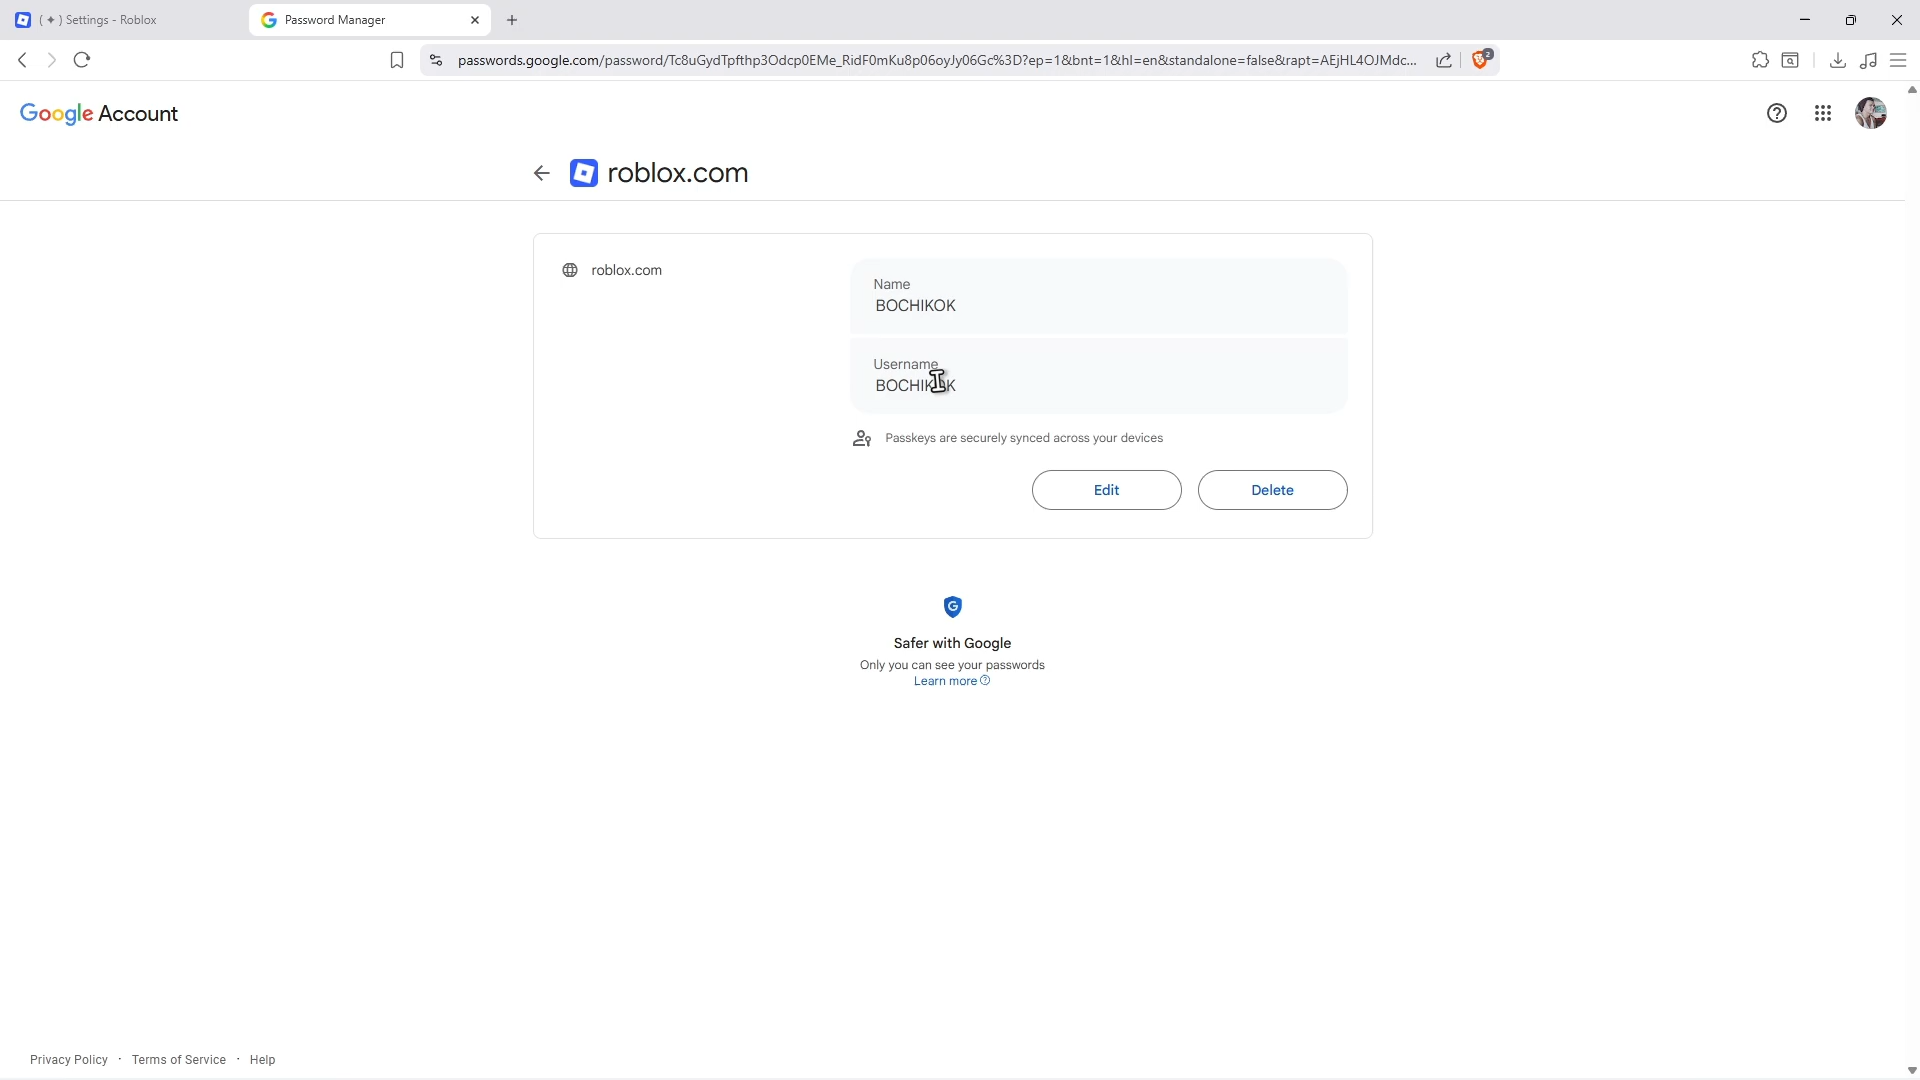 ( ✦ ) Settings - Roblox
Password Manager
passwords.google.com/password/Tc8uGydTpfthp3Odcp0EMe_RidF0mKu8p06oyJy06Gc%3D?ep=1&bnt=1&hl=en&standalone=false&rapt=AEjHL4OJMdc...
2
Google Account
roblox.com
roblox.com
Name
BOCHIKOK
Username
BOCHIKOK
Passkeys are securely synced across your devices
Edit
Delete
G
Safer with Google
Only you can see your passwords
Learn more
Privacy Policy · Terms of Service · Help